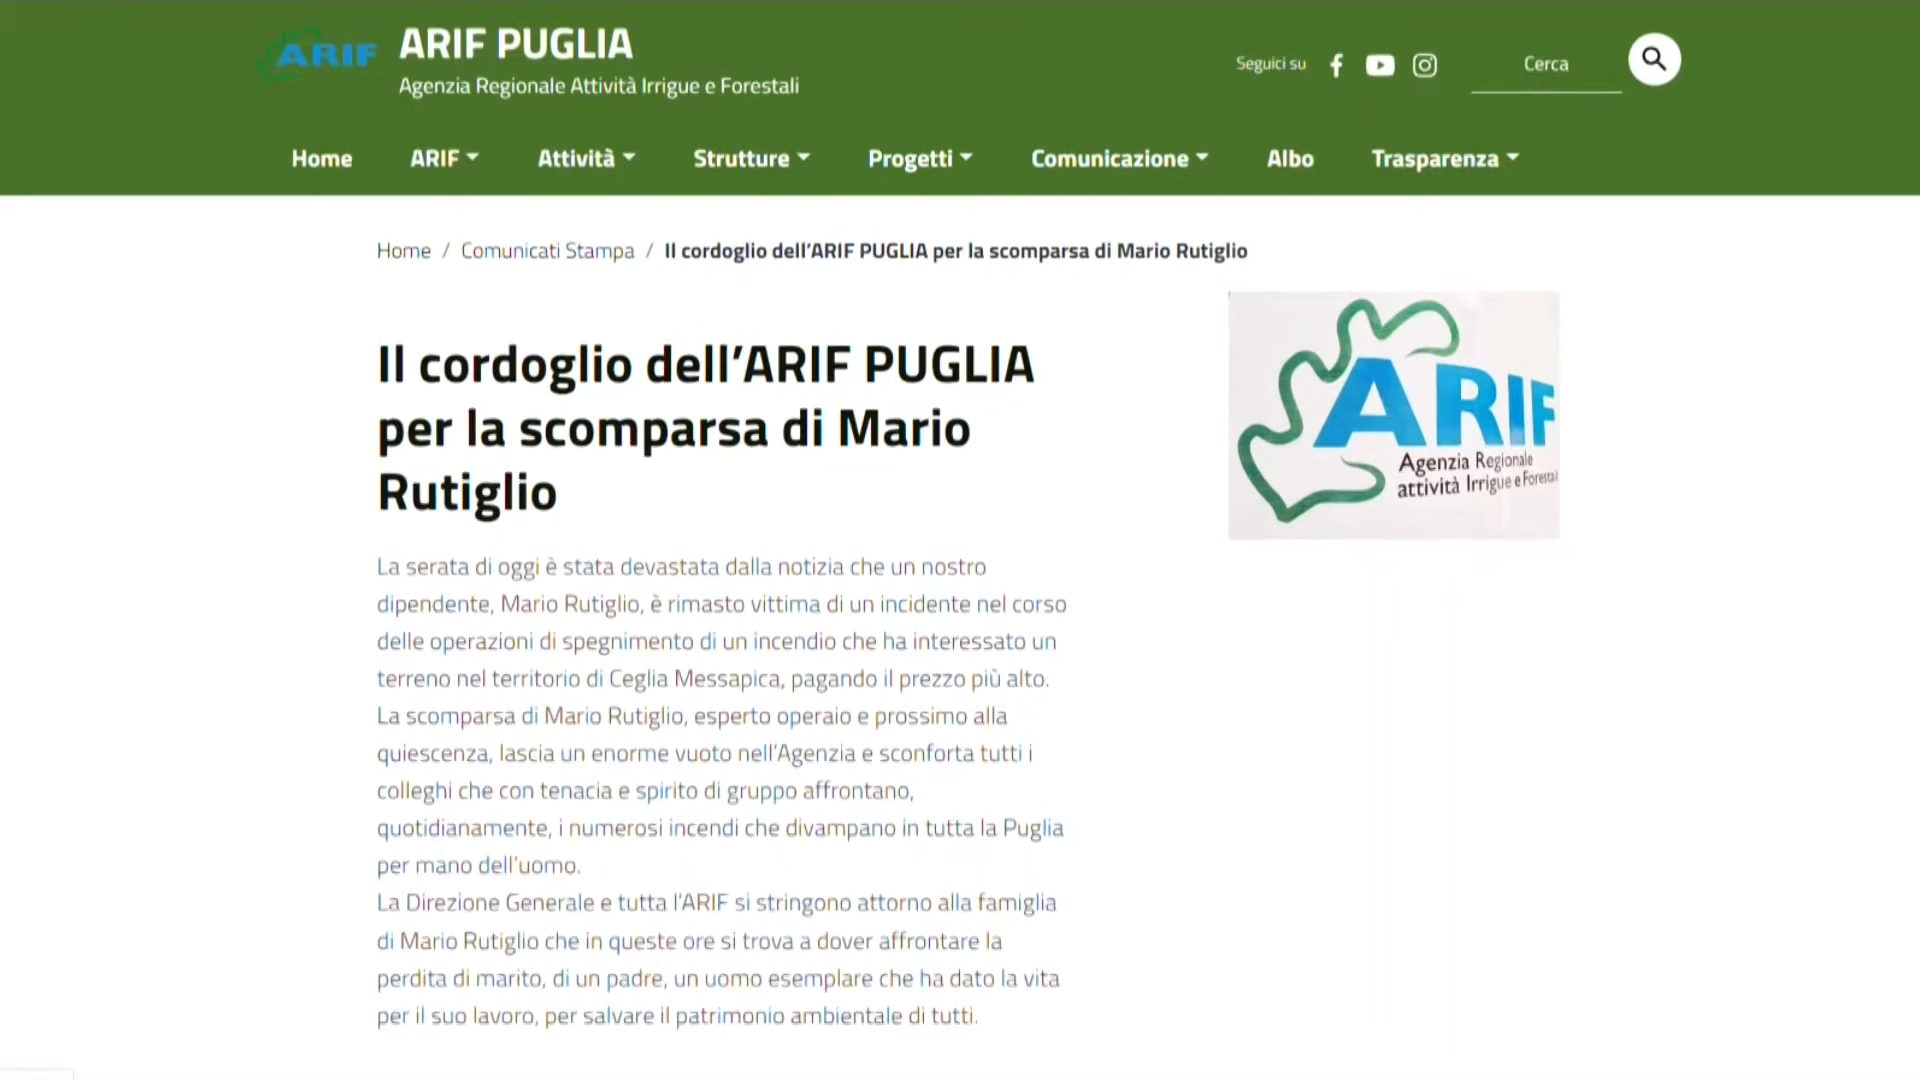 ARIF
ARIF PUGLIA
Agenzia Regionale Attività Irrigue e Forestali
Seguici su
Cerca
Home ARIF Attività Strutture Progetti Comunicazione Albo Trasparenza
Home / Comunicati Stampa / Il cordoglio dell'ARIF PUGLIA per la scomparsa di Mario Rutiglio
Il cordoglio dell'ARIF PUGLIA
per la scomparsa di Mario
Rutiglio
ARIF
Agenzia Regionale
attività Irrigue e Forestali
La serata di oggi è stata devastata dalla notizia che un nostro
dipendente, Mario Rutiglio, è rimasto vittima di un incidente nel corso
delle operazioni di spegnimento di un incendio che ha interessato un
terreno nel territorio di Ceglia Messapica, pagando il prezzo più alto.
La scomparsa di Mario Rutiglio, esperto operaio e prossimo alla
quiescenza, lascia un enorme vuoto nell'Agenzia e sconforta tutti i
colleghi che con tenacia e spirito di gruppo affrontano,
quotidianamente, i numerosi incendi che divampano in tutta la Puglia
per mano dell'uomo.
La Direzione Generale e tutta l'ARIF si stringono attorno alla famiglia
di Mario Rutiglio che in queste ore si trova a dover affrontare la
perdita di marito, di un padre, un uomo esemplare che ha dato la vita
per il suo lavoro, per salvare il patrimonio ambientale di tutti.